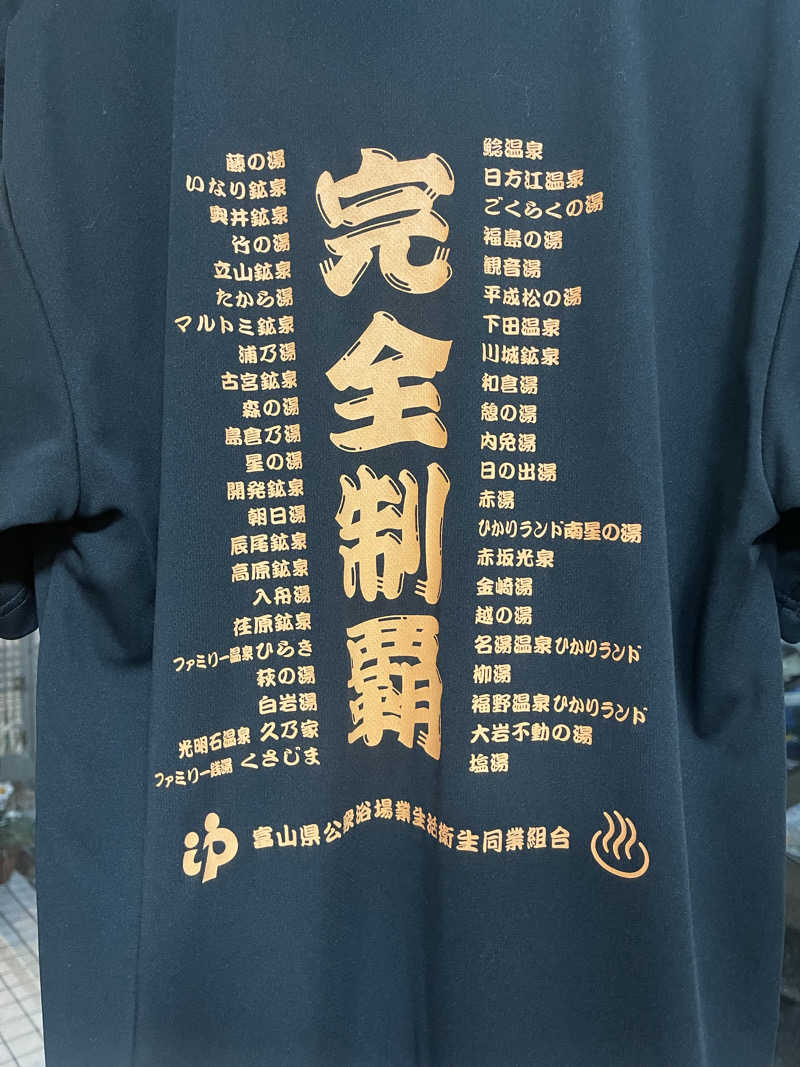 完全制覇
藤の湯
いなり鉱泉
奥井鉱泉
竹の湯
立山鉱泉
たから湯
マルトミ鉱泉
浦乃湯
古宮鉱泉
森の湯
島倉乃湯
星の湯
開発鉱泉
朝日湯
辰尾鉱泉
高原鉱泉
入舟湯
荏原鉱泉
ファミリー温泉ひらき
萩の湯
白岩湯
光明石温泉 久乃家
ファミリー銭湯 くさじま
鯰温泉
日方江温泉
ごくらくの湯
福島の湯
観音湯
平成松の湯
下田温泉
川城鉱泉
和倉湯
憩の湯
内免湯
日の出湯
赤湯
ひかりランド南星の湯
赤坂光泉
金崎湯
越の湯
名湯温泉ひかりランド
柳湯
福野温泉ひかりランド
大岩不動の湯
塩湯
富山県公衆浴場業生活衛生同業組合